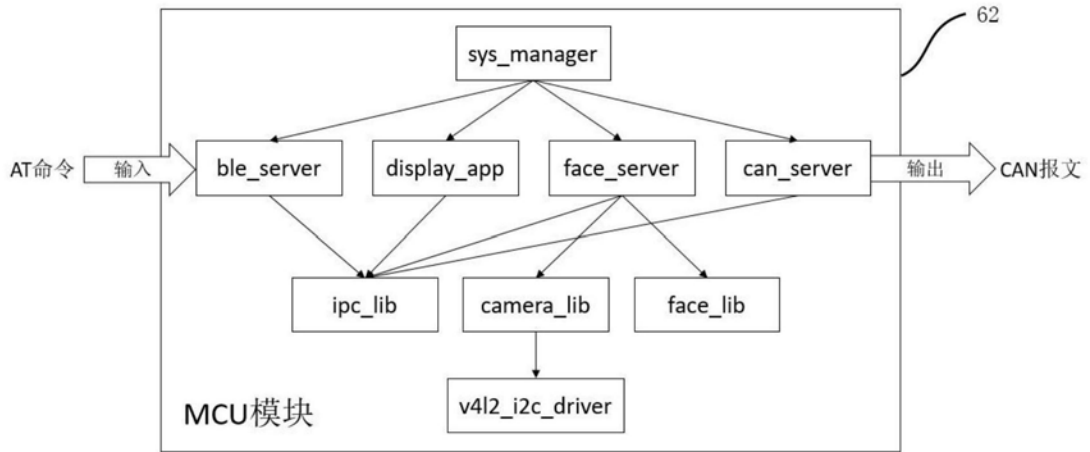 62
sys_manager
AT命令 输入 ble_server display_app face_server can_server 输出 CAN报文
ipc_lib camera_lib face_lib
v4l2_i2c_driver
MCU模块